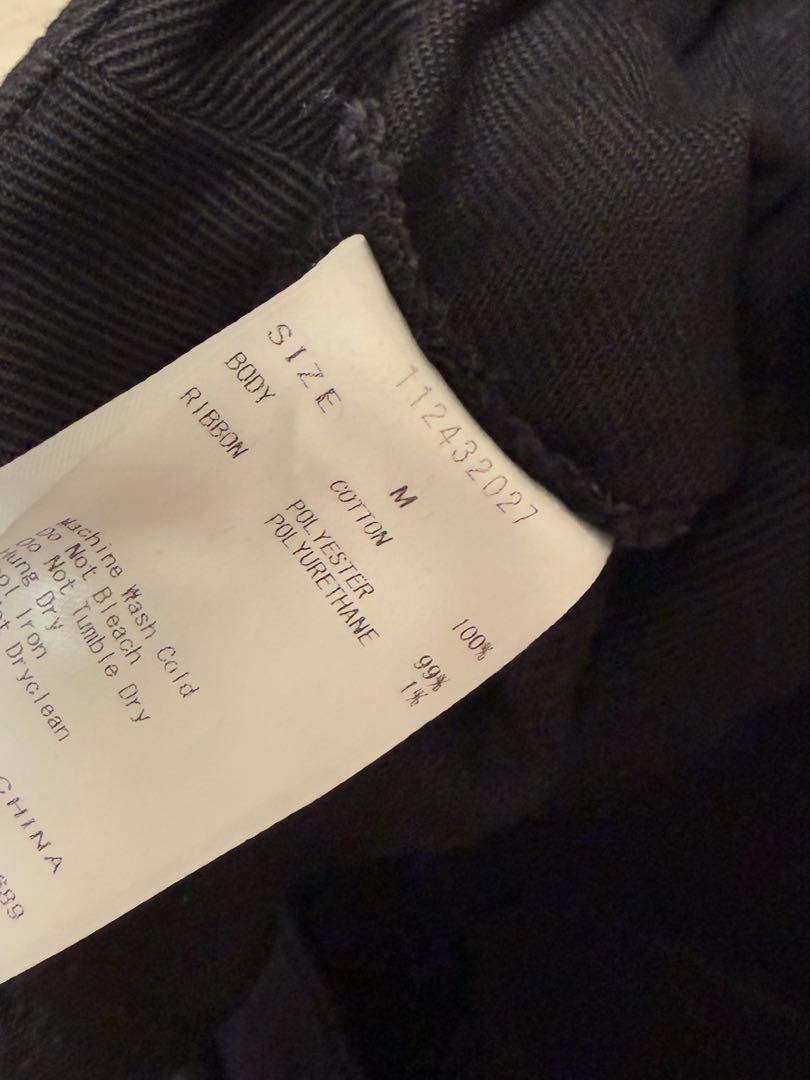 112432027
SIZE M
BODY COTTON 100%
RIBBON POLYESTER 99%
POLYURETHANE 1%
Machine Wash Cold
Do Not Bleach
Do Not Tumble Dry
Hung Dry
Iron
Dryclean
CHINA